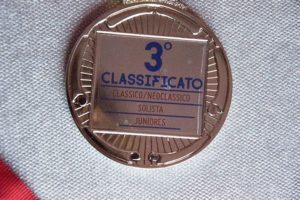 3°
CLASSIFICATO
CLASSICO/NEOCLASSICO
SOLISTA
JUNIORES